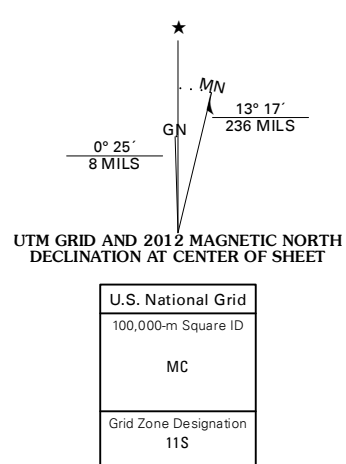 ★
MN
13° 17´
236 MILS
GN
0° 25´
8 MILS
UTM GRID AND 2012 MAGNETIC NORTH
DECLINATION AT CENTER OF SHEET
U.S. National Grid
100,000-m Square ID
MC
Grid Zone Designation
11S